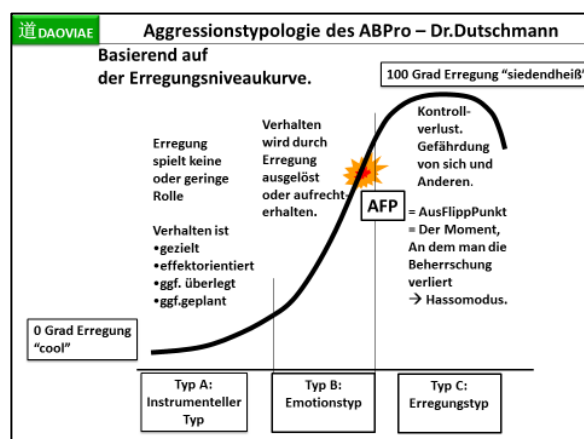 道 DAOVIAE
Aggressionstypologie des ABPro – Dr.Dutschmann
Basierend auf
der Erregungsniveaukurve.
100 Grad Erregung “siedendheiß”
Erregung
spielt keine
oder geringe
Rolle
Verhalten ist
•gezielt
•effektorientiert
•ggf. überlegt
•ggf.geplant
Verhalten
wird durch
Erregung
ausgelöst
oder aufrecht-
erhalten.
Kontroll-
verlust.
Gefährdung
von sich und
Anderen.
AFP
= AusFlippPunkt
= Der Moment,
An dem man die
Beherrschung
verliert
→ Hassomodus.
0 Grad Erregung
“cool”
Typ A:
Instrumenteller
Typ
Typ B:
Emotionstyp
Typ C:
Erregungstyp